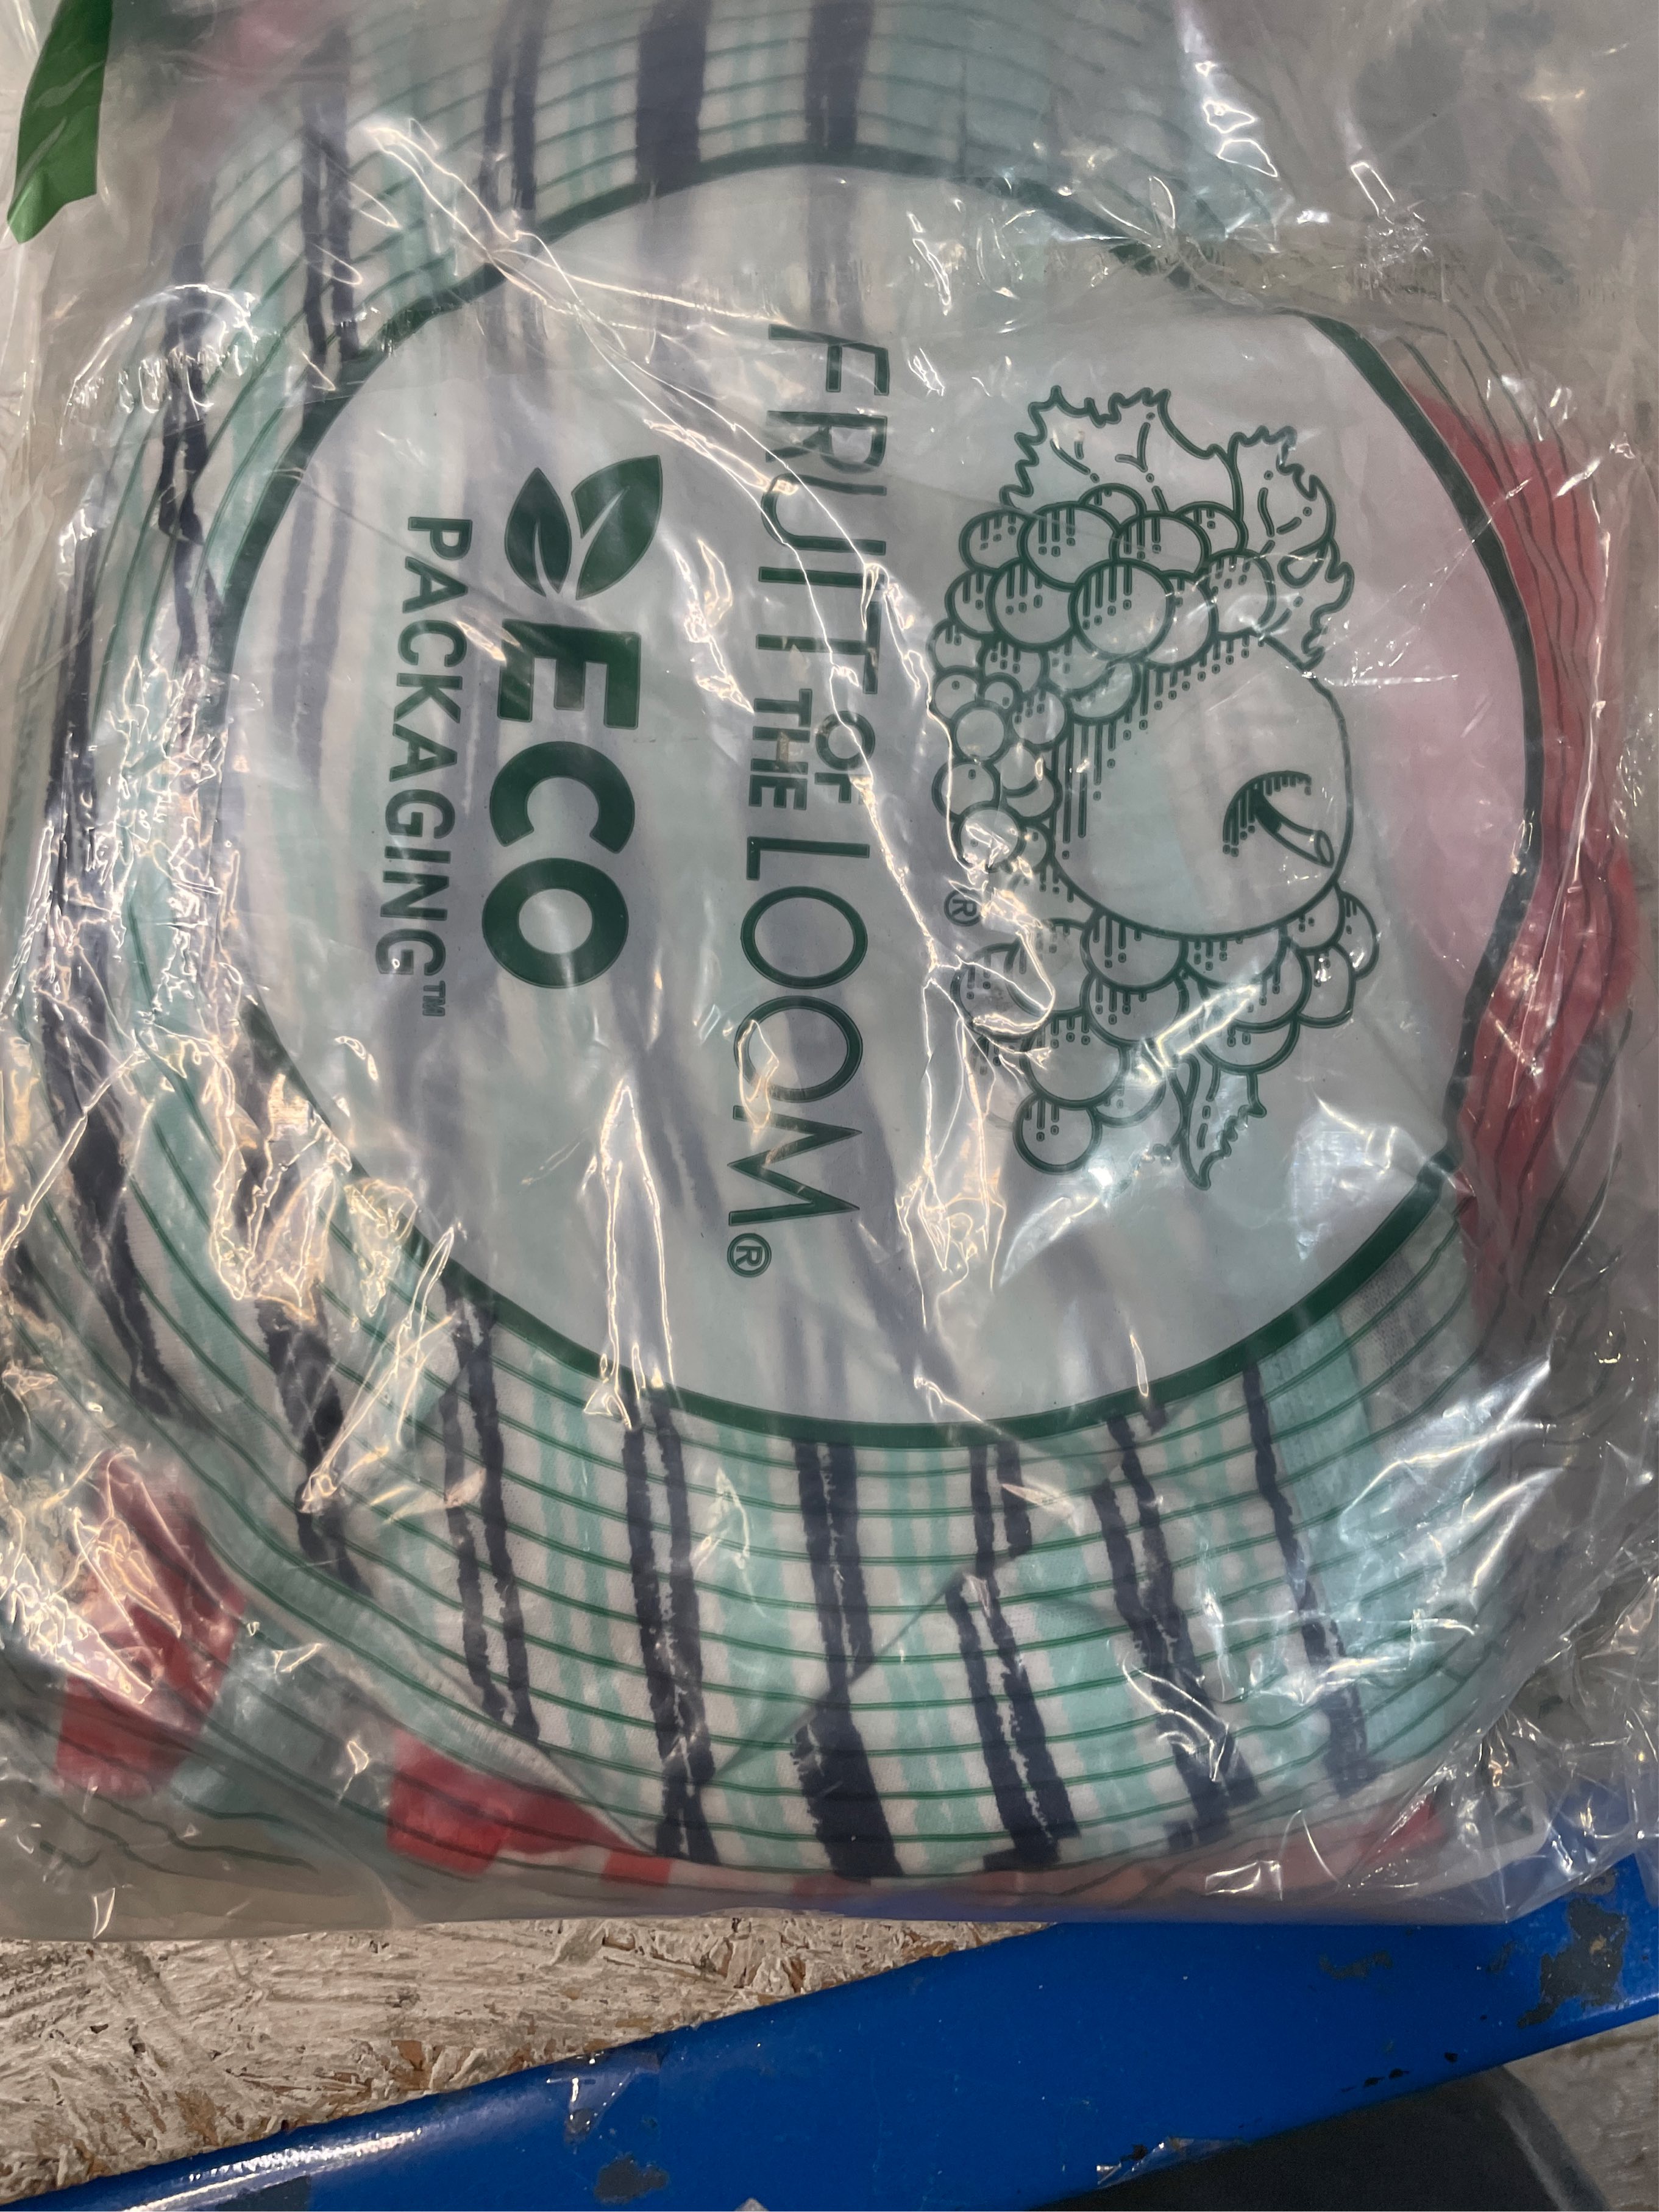 ®
FRUIT OF THE LOOM®
ECO
PACKAGING™